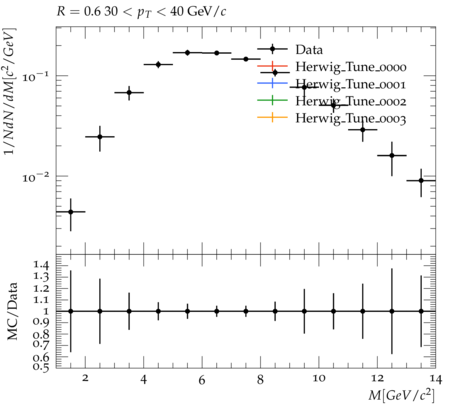 R = 0.6 30 < p_T < 40 GeV/c
1/NdN/dM[c²/GeV]
10⁻¹
10⁻²
Data
Herwig_Tune_0000
Herwig_Tune_0001
Herwig_Tune_0002
Herwig_Tune_0003
MC/Data
1.4
1.3
1.2
1.1
1
0.9
0.8
0.7
0.6
0.5
2 4 6 8 10 12 14
M[GeV/c²]